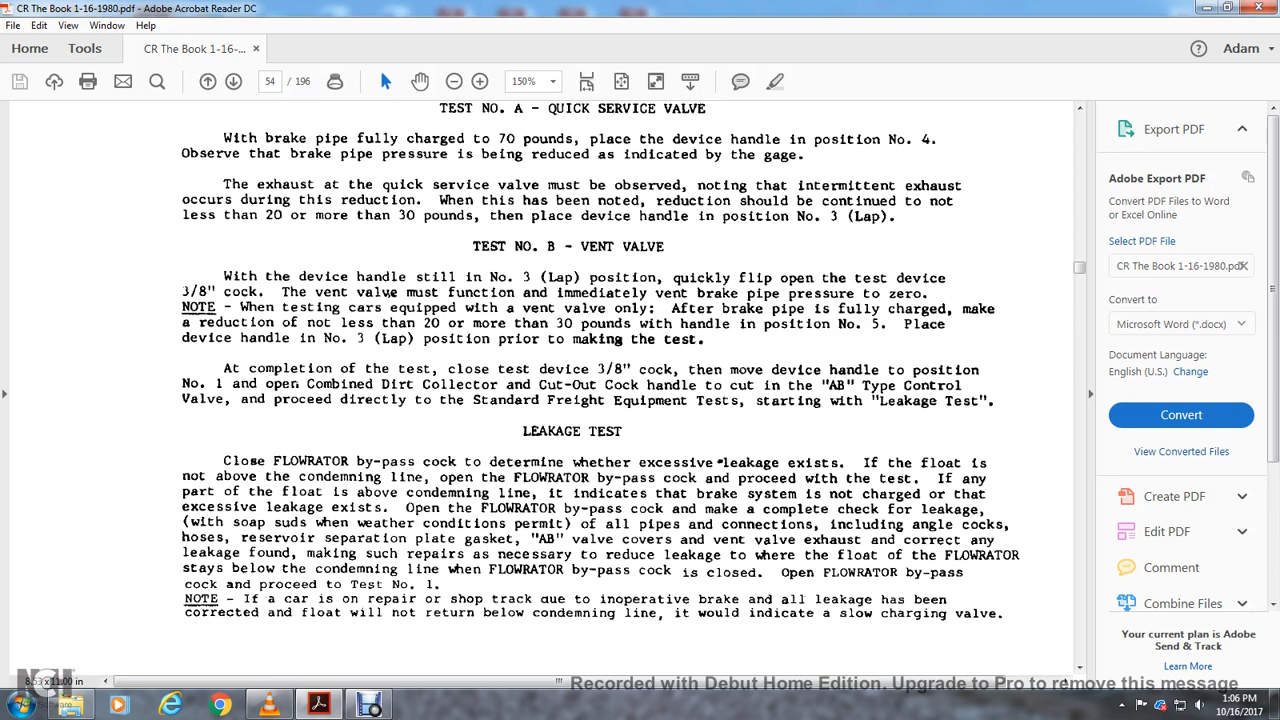 CR The Book 1-16-1980.pdf - Adobe Acrobat Reader DC
File Edit View Window Help
Home Tools CR The Book 1-16-... × Adam
54 / 196 150%
TEST NO. A - QUICK SERVICE VALVE
With brake pipe fully charged to 70 pounds, place the device handle in position No. 4.
Observe that brake pipe pressure is being reduced as indicated by the gage.
The exhaust at the quick service valve must be observed, noting that intermittent exhaust
occurs during this reduction. When this has been noted, reduction should be continued to not
less than 20 or more than 30 pounds, then place device handle in position No. 3 (Lap).
TEST NO. B - VENT VALVE
With the device handle still in No. 3 (Lap) position, quickly flip open the test device
3/8" cock. The vent valve must function and immediately vent brake pipe pressure to zero.
NOTE - When testing cars equipped with a vent valve only: After brake pipe is fully charged, make
a reduction of not less than 20 or more than 30 pounds with handle in position No. 5. Place
device handle in No. 3 (Lap) position prior to making the test.
At completion of the test, close test device 3/8" cock, then move device handle to position
No. 1 and open Combined Dirt Collector and Cut-Out Cock handle to cut in the "AB" Type Control
Valve, and proceed directly to the Standard Freight Equipment Tests, starting with "Leakage Test".
LEAKAGE TEST
Close FLOWRATOR by-pass cock to determine whether excessive leakage exists. If the float is
not above the condemning line, open the FLOWRATOR by-pass cock and proceed with the test. If any
part of the float is above condemning line, it indicates that brake system is not charged or that
excessive leakage exists. Open the FLOWRATOR by-pass cock and make a complete check for leakage,
(with soap suds when weather conditions permit) of all pipes and connections, including angle cocks,
hoses, reservoir separation plate gasket, "AB" valve covers and vent valve exhaust and correct any
leakage found, making such repairs as necessary to reduce leakage to where the float of the FLOWRATOR
stays below the condemning line when FLOWRATOR by-pass cock is closed. Open FLOWRATOR by-pass
cock and proceed to Test No. 1.
NOTE - If a car is on repair or shop track due to inoperative brake and all leakage has been
corrected and float will not return below condemning line, it would indicate a slow charging valve.
Export PDF
Adobe Export PDF
Convert PDF Files to Word
or Excel Online
Select PDF File
CR The Book 1-16-1980.pdf
Convert to
Microsoft Word (*.docx)
Document Language:
English (U.S.) Change
Convert
View Converted Files
Create PDF
Edit PDF
Comment
Combine Files
Your current plan is Adobe
Send & Track
Learn More
8.53 x 11.00 in
NCH
Software
Recorded with Debut Home Edition. Upgrade to Pro to remove this message
1:06 PM
10/16/2017